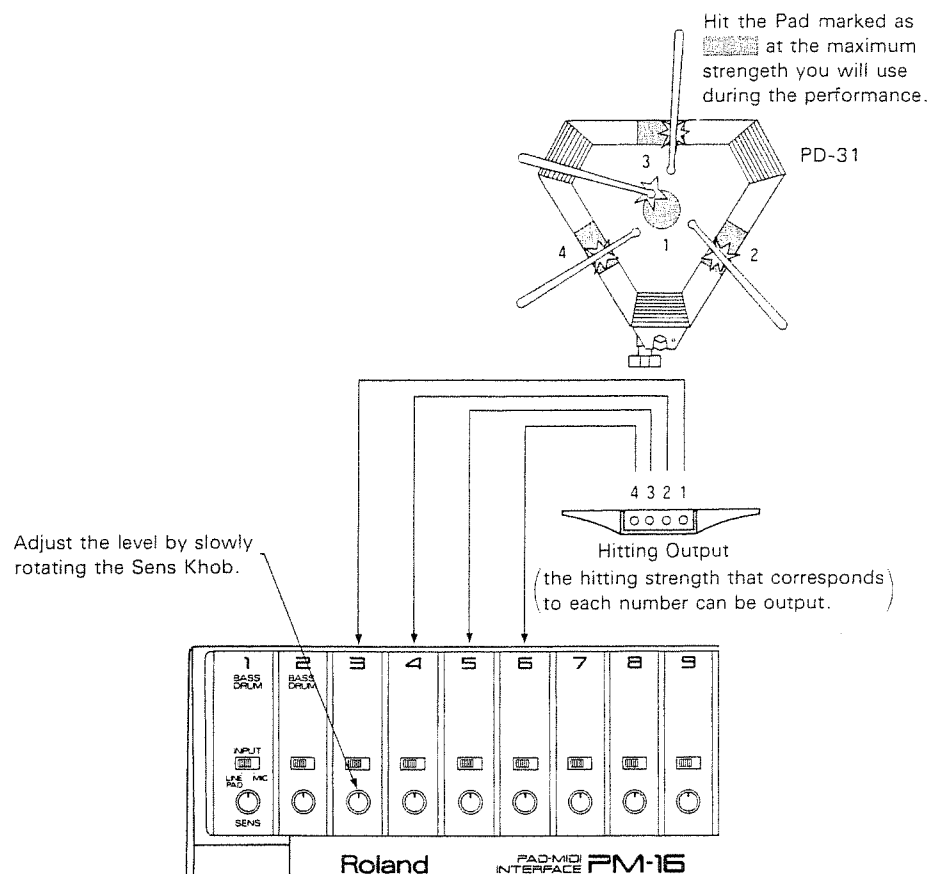 Hit the Pad marked as
at the maximum
strengeth you will use
during the performance.
PD-31
3
1
4
2
4 3 2 1
Hitting Output
(the hitting strength that corresponds
to each number can be output.)
Adjust the level by slowly
rotating the Sens Khob.
1 2 3 4 5 6 7 8 9
BASS DRUM BASS DRUM
INPUT
LINE PAD MIC
SENS
Roland PAD-MIDI INTERFACE PM-16